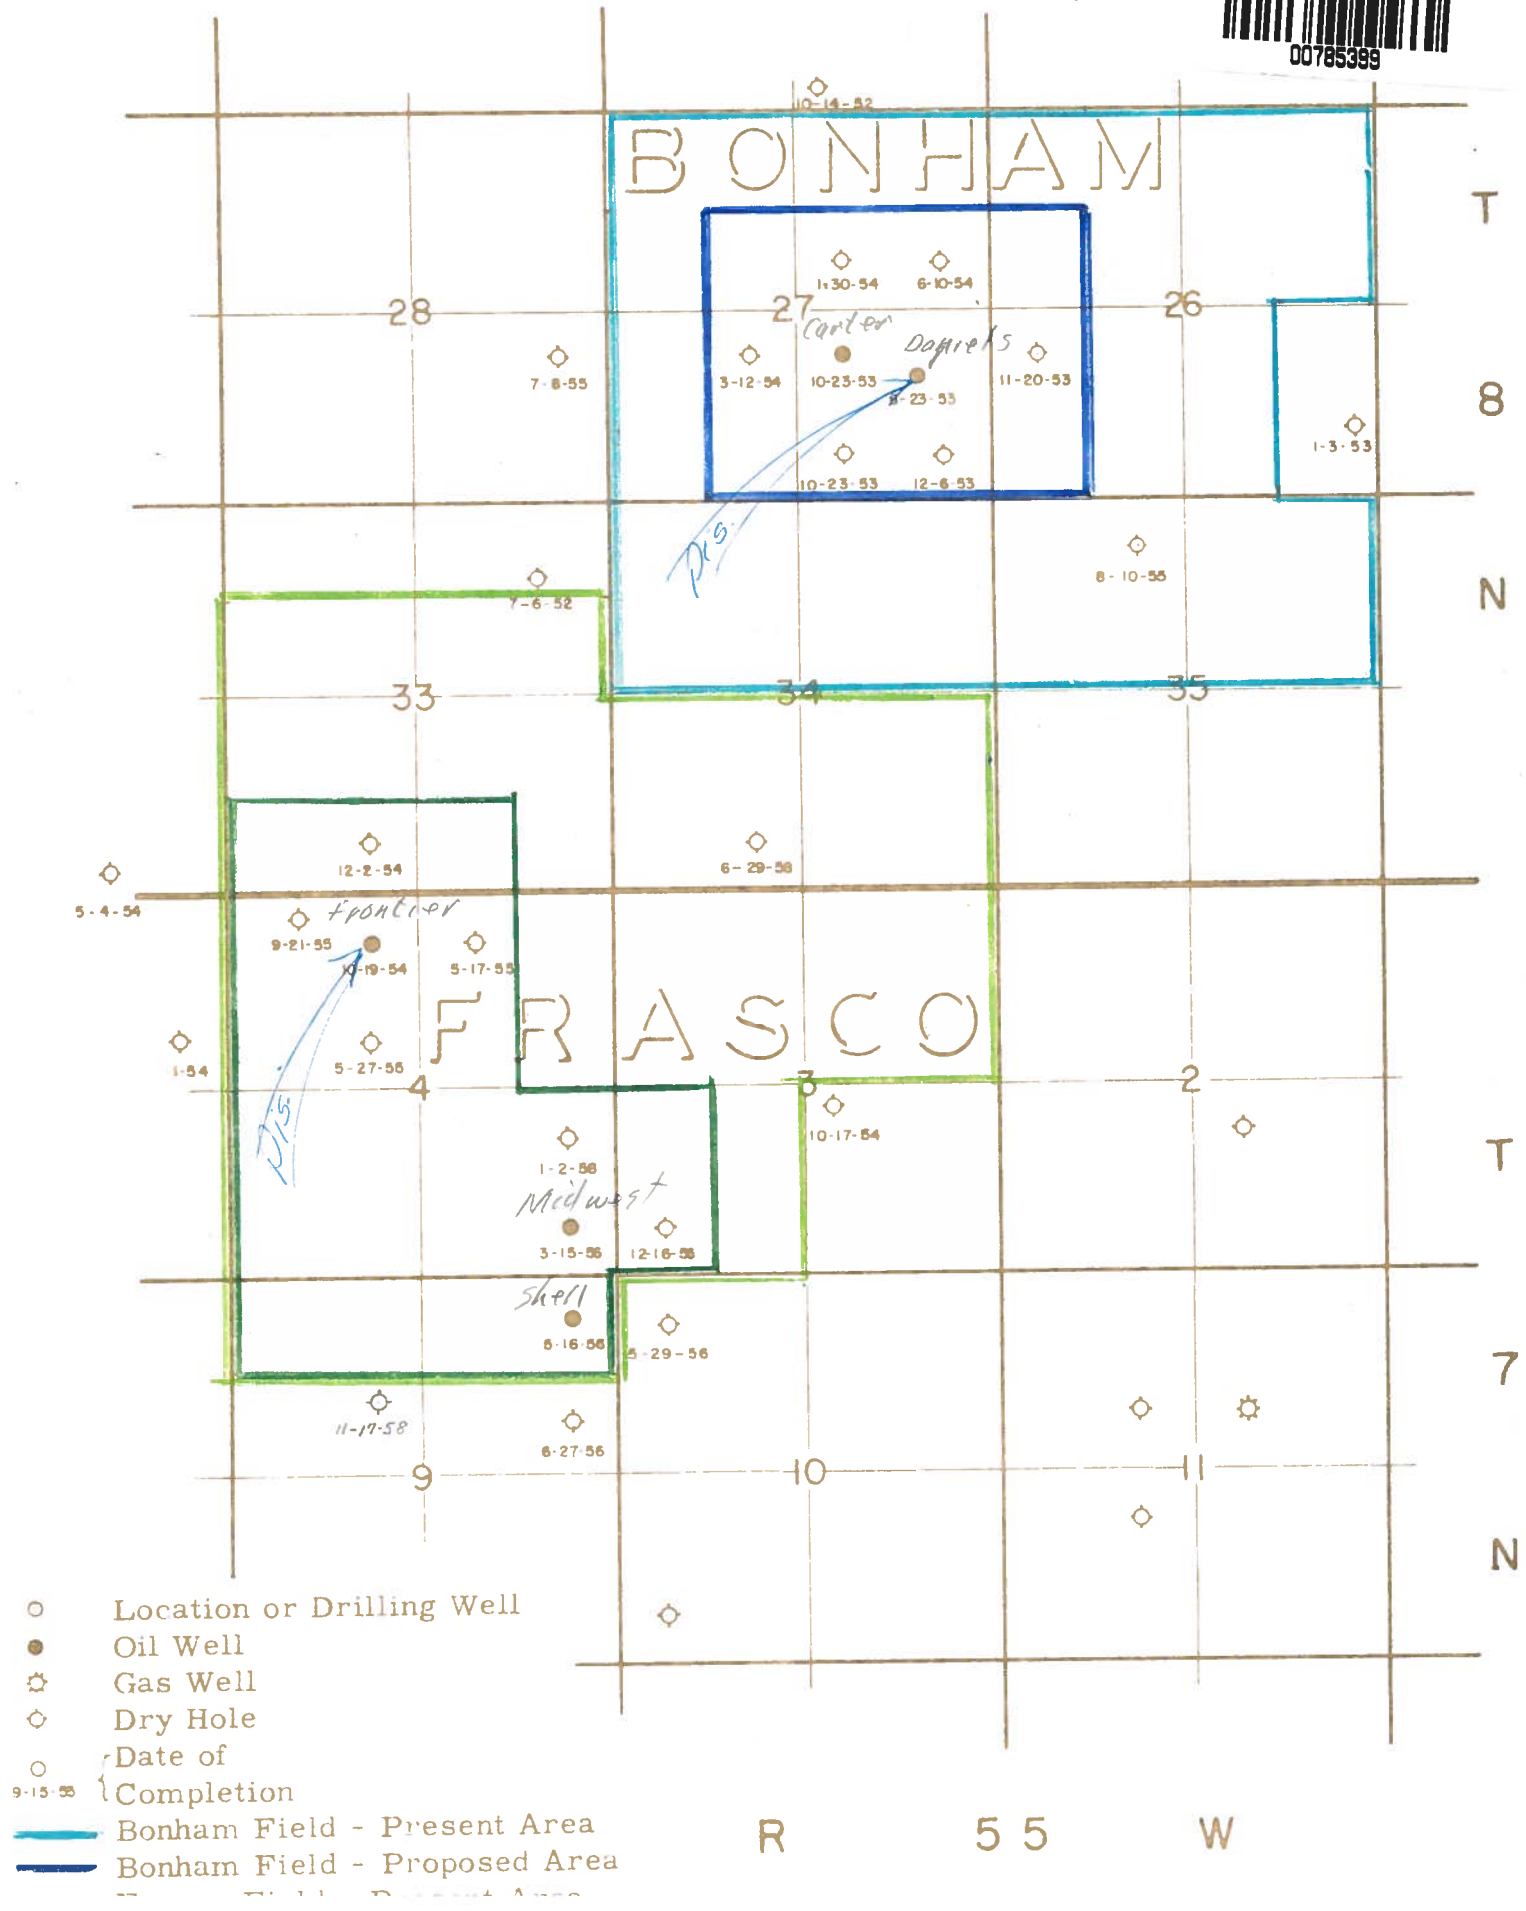 00785399
10-14-52
BONHAM
T
1-30-54
6-10-54
28
27
26
Carter
Daniels
7-8-55
3-12-54
10-23-53
11-20-53
8
1-3-53
10-23-53
12-6-53
Dis.
8-10-55
N
7-6-52
33
34
35
12-2-54
6-29-58
5-4-54
Frontier
9-21-55
10-19-54
5-17-55
FRASCO
1-54
5-27-55
4
3
2
Dis.
10-17-54
T
1-2-56
Midwest
3-15-56
12-16-55
Shell
5-16-56
5-29-56
7
11-17-58
6-27-56
9
10
11
N
Location or Drilling Well
Oil Well
Gas Well
Dry Hole
Date of
9-15-55
Completion
Bonham Field - Present Area
R 55 W
Bonham Field - Proposed Area